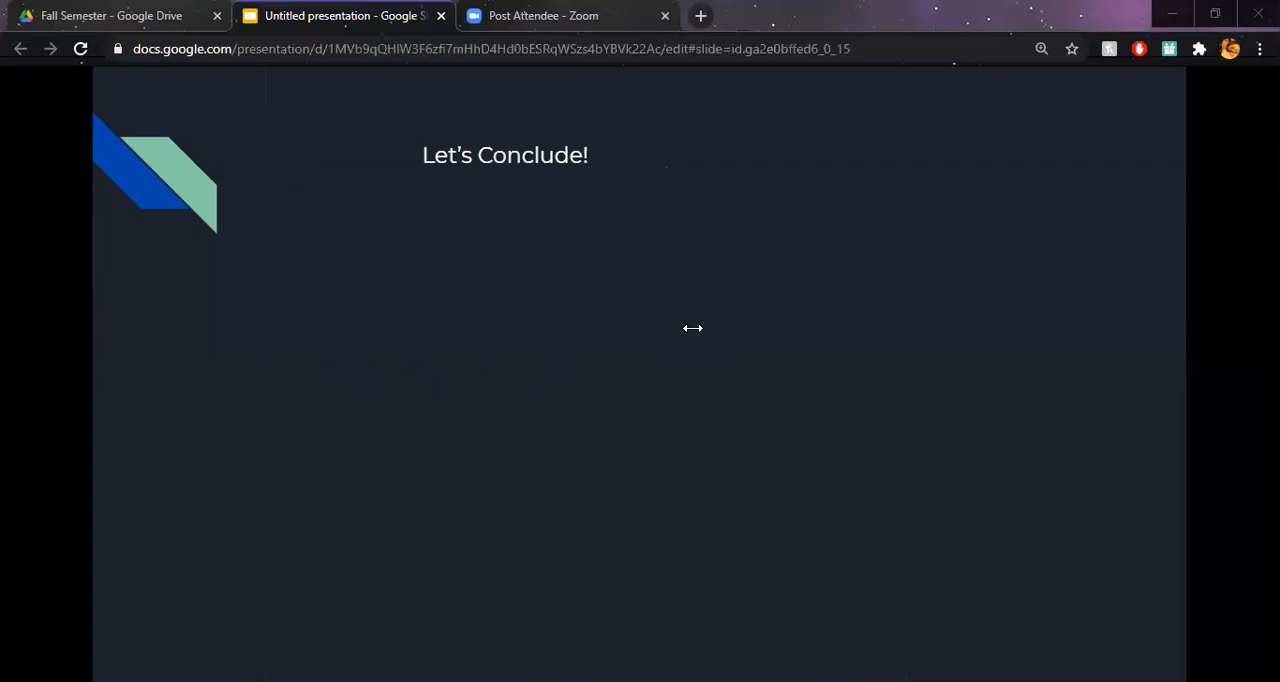 Fall Semester - Google Drive
Untitled presentation - Google S
Post Attendee - Zoom
docs.google.com/presentation/d/1MVb9qQHlW3F6zfi7mHhD4Hd0bESRqWSzs4bYBVk22Ac/edit#slide=id.ga2e0bffed6_0_15
Let's Conclude!